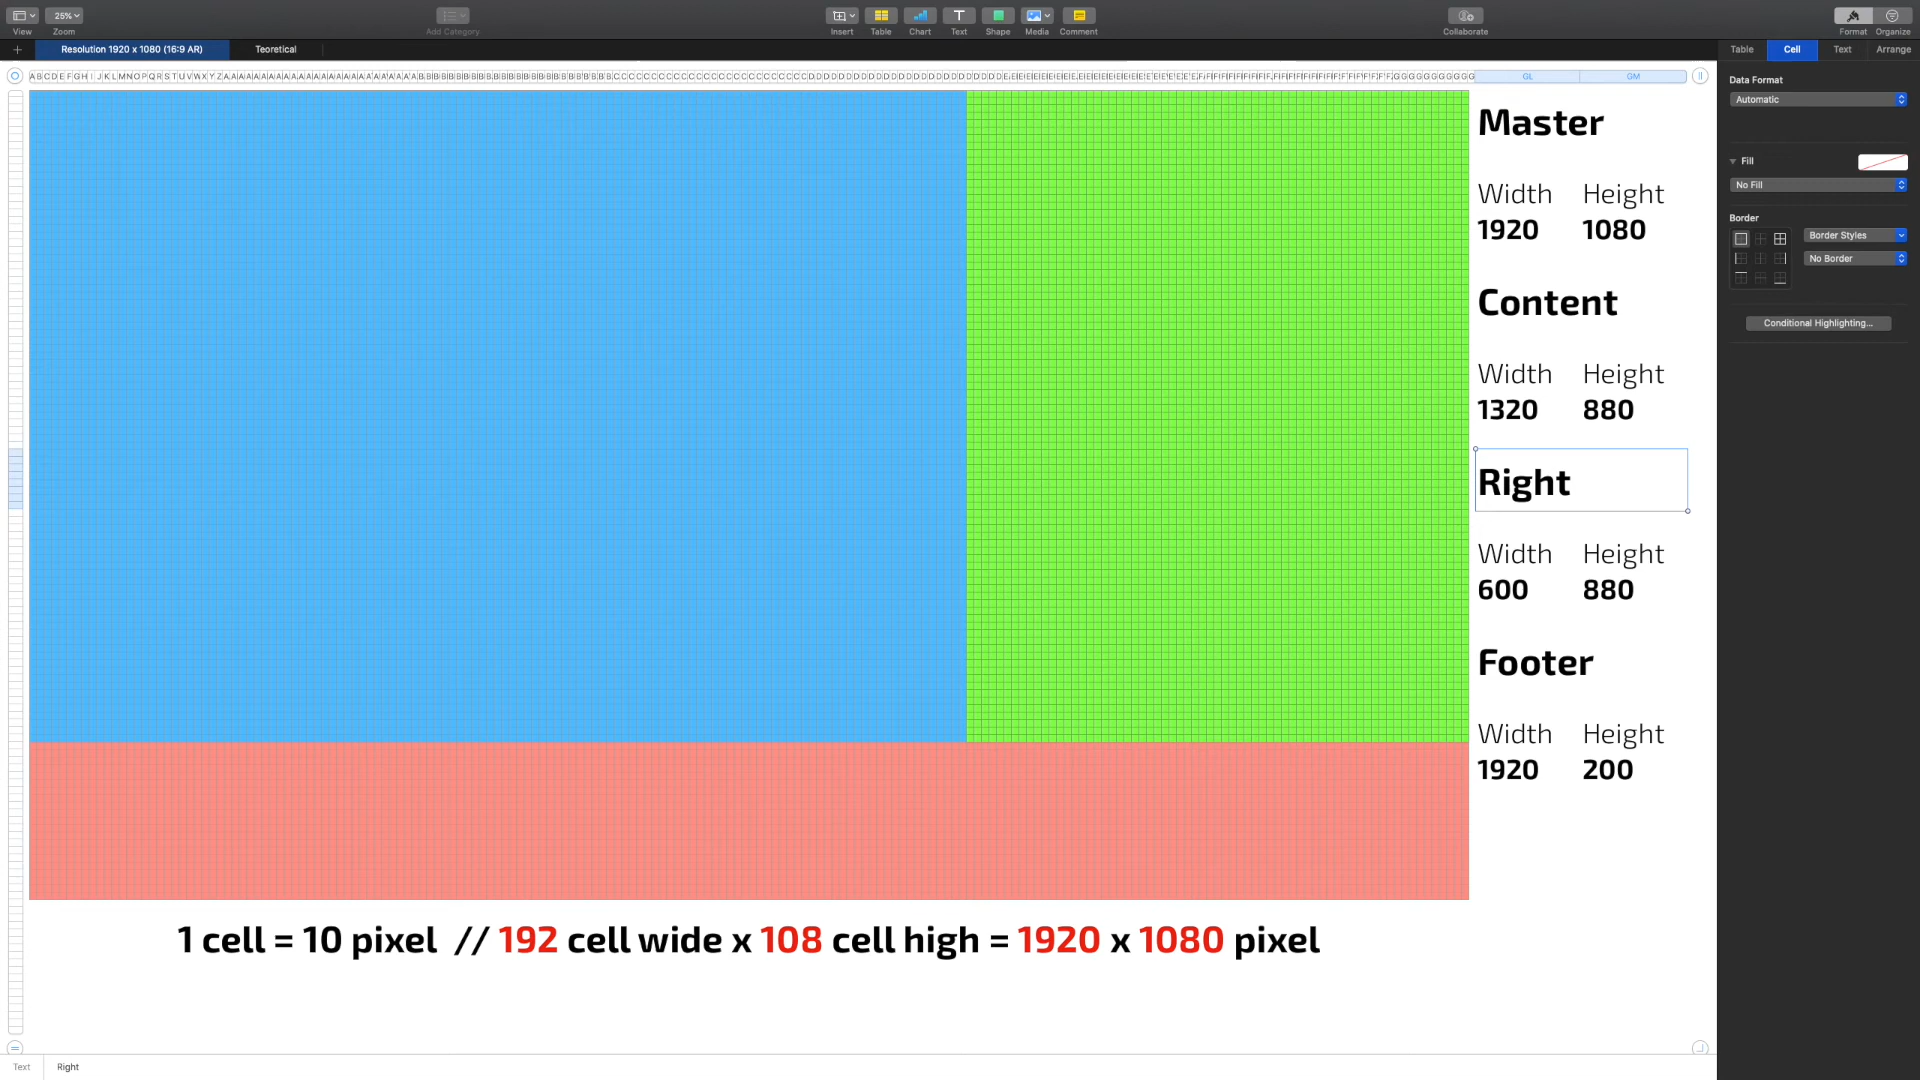 View
25%
Zoom
Add Category
Insert
Table
Chart
Text
Shape
Media
Comment
Collaborate
Format
Organize
Resolution 1920 x 1080 (16:9 AR)
Teoretical
Table
Cell
Text
Arrange
GL
GM
Data Format
Automatic
Fill
No Fill
Border
Border Styles
No Border
Conditional Highlighting...
Master
Width Height
1920 1080
Content
Width Height
1320 880
Right
Width Height
600 880
Footer
Width Height
1920 200
1 cell = 10 pixel // 192 cell wide x 108 cell high = 1920 x 1080 pixel
Text
Right